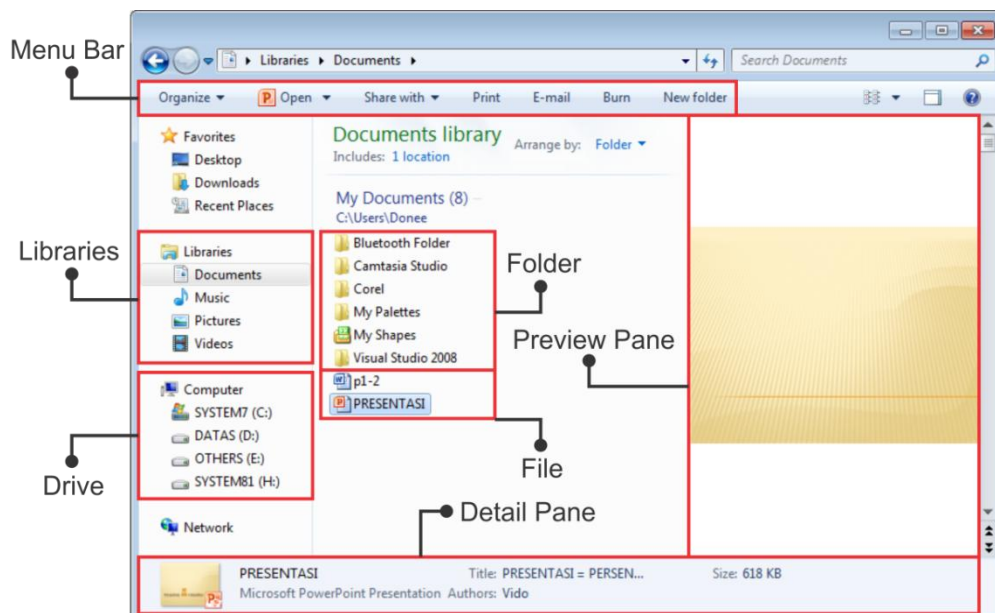 Menu Bar
Libraries ▸ Documents ▸
Search Documents
Organize
Open
Share with
Print
E-mail
Burn
New folder
Favorites
Desktop
Downloads
Recent Places
Libraries
Libraries
Documents
Music
Pictures
Videos
Drive
Computer
SYSTEM7 (C:)
DATAS (D:)
OTHERS (E:)
SYSTEM81 (H:)
Network
Documents library
Includes: 1 location
Arrange by: Folder
My Documents (8)
C:\Users\Donee
Bluetooth Folder
Camtasia Studio
Corel
My Palettes
My Shapes
Visual Studio 2008
p1-2
PRESENTASI
Folder
Preview Pane
File
Detail Pane
PRESENTASI
Title: PRESENTASI = PERSEN...
Size: 618 KB
Microsoft PowerPoint Presentation
Authors: Vido